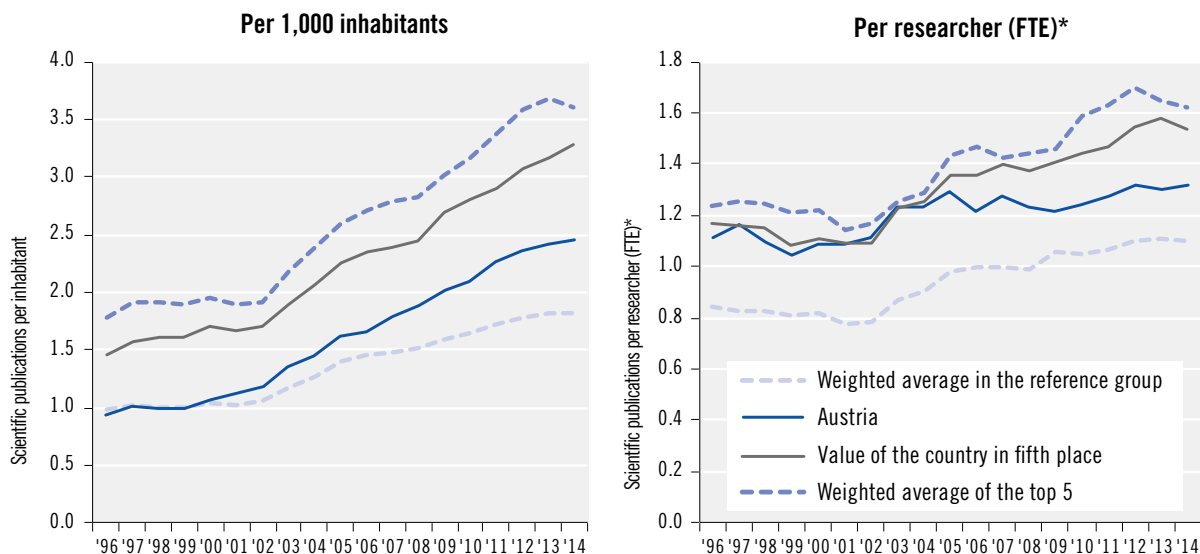 Per 1,000 inhabitants
Scientific publications per inhabitant
4.0
3.5
3.0
2.5
2.0
1.5
1.0
0.5
0.0
'96 '97 '98 '99 '00 '01 '02 '03 '04 '05 '06 '07 '08 '09 '10 '11 '12 '13 '14
Per researcher (FTE)*
Scientific publications per researcher (FTE)*
1.8
1.6
1.4
1.2
1.0
0.8
0.6
0.4
0.2
0.0
Weighted average in the reference group
Austria
Value of the country in fifth place
Weighted average of the top 5
'96 '97 '98 '99 '00 '01 '02 '03 '04 '05 '06 '07 '08 '09 '10 '11 '12 '13 '14